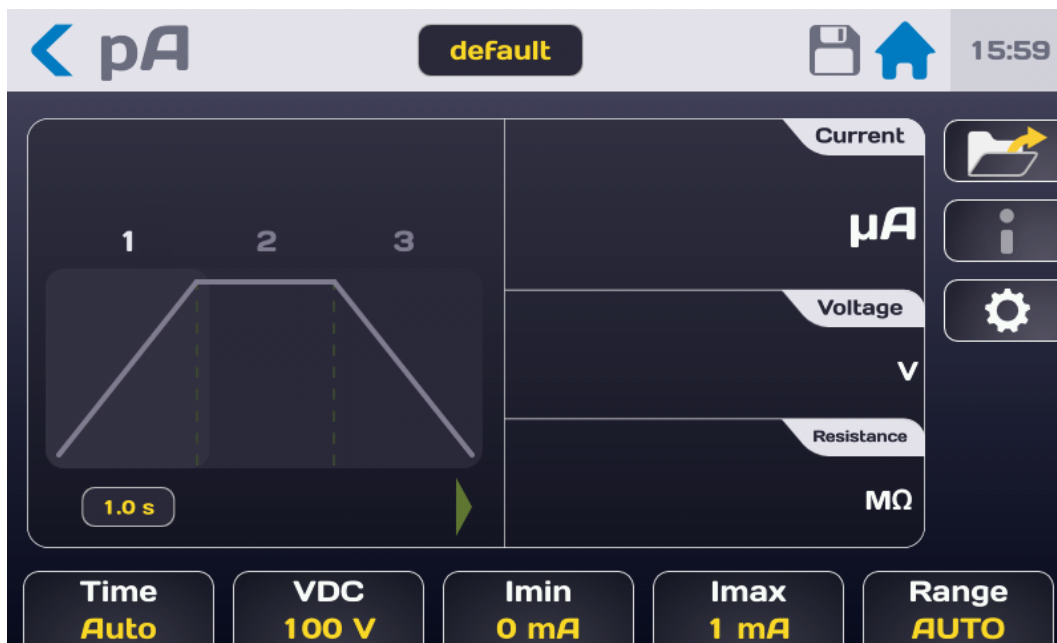 pA
default
15:59
1 2 3
1.0 s
Current
µA
Voltage
V
Resistance
MΩ
Time
Auto
VDC
100 V
Imin
0 mA
Imax
1 mA
Range
AUTO